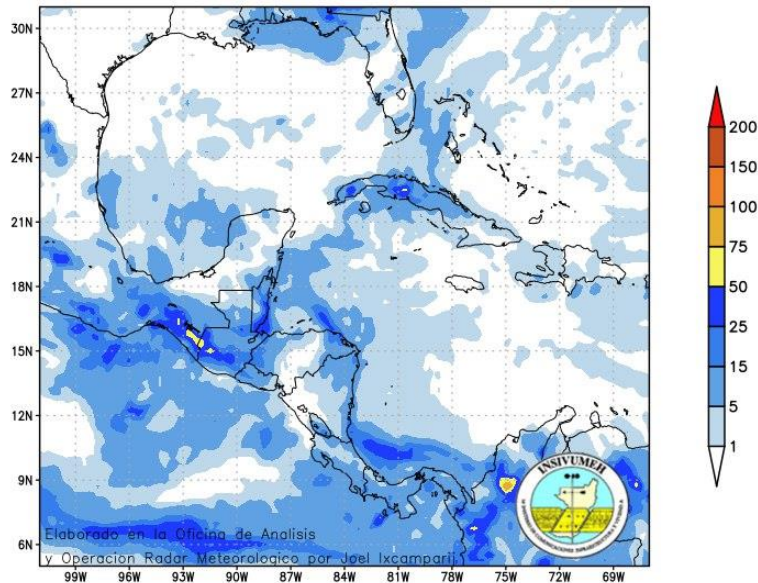 30N
27N
24N
21N
18N
15N
12N
9N
6N
99W 96W 93W 90W 87W 84W 81W 78W 75W 72W 69W
200
150
100
75
50
25
15
5
1
INSIVUMEH
Elaborado en la Oficina de Analisis
y Operacion Radar Meteorologico por Joel Ixcamparij